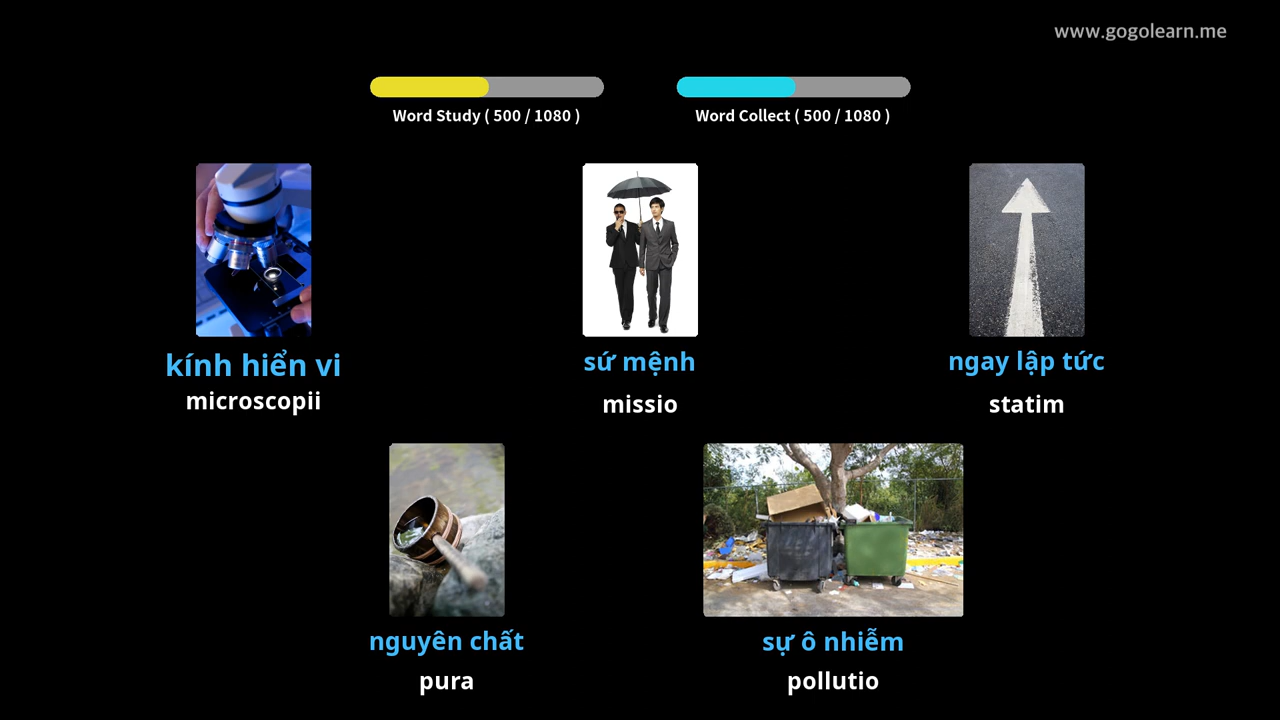 www.gogolearn.me
Word Study ( 500 / 1080 )
Word Collect ( 500 / 1080 )
kính hiển vi
microscopii
sứ mệnh
missio
ngay lập tức
statim
nguyên chất
pura
sự ô nhiễm
pollutio